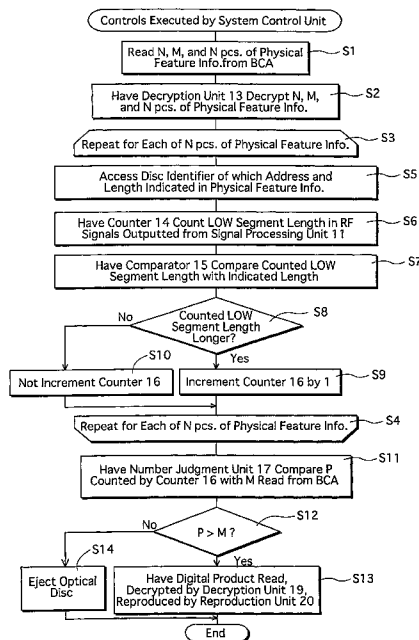 Controls Executed by System Control Unit
Read N, M, and N pcs. of Physical
Feature Info.from BCA
S1
Have Decryption Unit 13 Decrypt N, M,
and N pcs. of Physical Feature Info.
S2
Repeat for Each of N pcs. of Physical Feature Info.
S3
Access Disc Identifier of which Address and
Length Indicated in Physical Feature Info.
S5
Have Counter 14 Count LOW Segment Length in RF
Signals Outputted from Signal Processing Unit 11
S6
Have Comparator 15 Compare Counted LOW
Segment Length with Indicated Length
S7
Counted LOW
Segment Length
Longer?
S8
No
Yes
S10
Not Increment Counter 16
Increment Counter 16 by 1
S9
Repeat for Each of N pcs. of Physical Feature Info.
S4
Have Number Judgment Unit 17 Compare P
Counted by Counter 16 with M Read from BCA
S11
P > M ?
S12
No
Yes
S14
Eject Optical
Disc
Have Digital Product Read,
Decrypted by Decryption Unit 19,
Reproduced by Reproduction Unit 20
S13
End